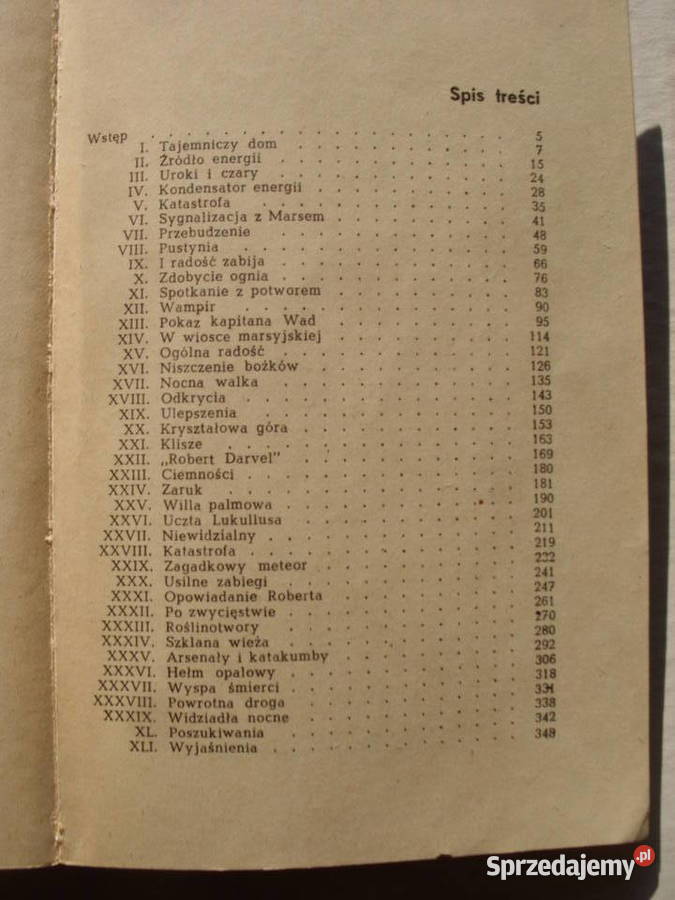 Spis treści
Wstęp . . . . . . . . . . . . . . . 5
I. Tajemniczy dom . . . . . . . . . . 7
II. Źródło energii . . . . . . . . . . 15
III. Uroki i czary . . . . . . . . . . 24
IV. Kondensator energii . . . . . . . . . 28
V. Katastrofa . . . . . . . . . . 35
VI. Sygnalizacja z Marsem . . . . . . . . 41
VII. Przebudzenie . . . . . . . . . . 48
VIII. Pustynia . . . . . . . . . . . 59
IX. I radość zabija . . . . . . . . . . 66
X. Zdobycie ognia . . . . . . . . . . 76
XI. Spotkanie z potworem . . . . . . . . 83
XII. Wampir . . . . . . . . . . . 90
XIII. Pokaz kapitana Wad . . . . . . . . 95
XIV. W wiosce marsyjskiej . . . . . . . . 114
XV. Ogólna radość . . . . . . . . . . 121
XVI. Niszczenie bożków . . . . . . . . . 126
XVII. Nocna walka . . . . . . . . . . 135
XVIII. Odkrycia . . . . . . . . . . . 143
XIX. Ulepszenia . . . . . . . . . . . 150
XX. Kryształowa góra . . . . . . . . . 153
XXI. Klisze . . . . . . . . . . . . 163
XXII. „Robert Darvel” . . . . . . . . . 169
XXIII. Ciemności . . . . . . . . . . . 180
XXIV. Zaruk . . . . . . . . . . . . 181
XXV. Willa palmowa . . . . . . . . . . 190
XXVI. Uczta Lukullusa . . . . . . . . . 201
XXVII. Niewidzialny . . . . . . . . . . 211
XXVIII. Katastrofa . . . . . . . . . . . 219
XXIX. Zagadkowy meteor . . . . . . . . . 222
XXX. Usilne zabiegi . . . . . . . . . . 241
XXXI. Opowiadanie Roberta . . . . . . . . 247
XXXII. Po zwycięstwie . . . . . . . . . . 261
XXXIII. Roślinotwory . . . . . . . . . . 270
XXXIV. Szklana wieża . . . . . . . . . . 280
XXXV. Arsenały i katakumby . . . . . . . . 292
XXXVI. Hełm opalowy . . . . . . . . . . 306
XXXVII. Wyspa śmierci . . . . . . . . . . 318
XXXVIII. Powrotna droga . . . . . . . . . 331
XXXIX. Widziadła nocne . . . . . . . . . 338
XL. Poszukiwania . . . . . . . . . . 342
XLI. Wyjaśnienia . . . . . . . . . . . 348
Sprzedajemy.pl